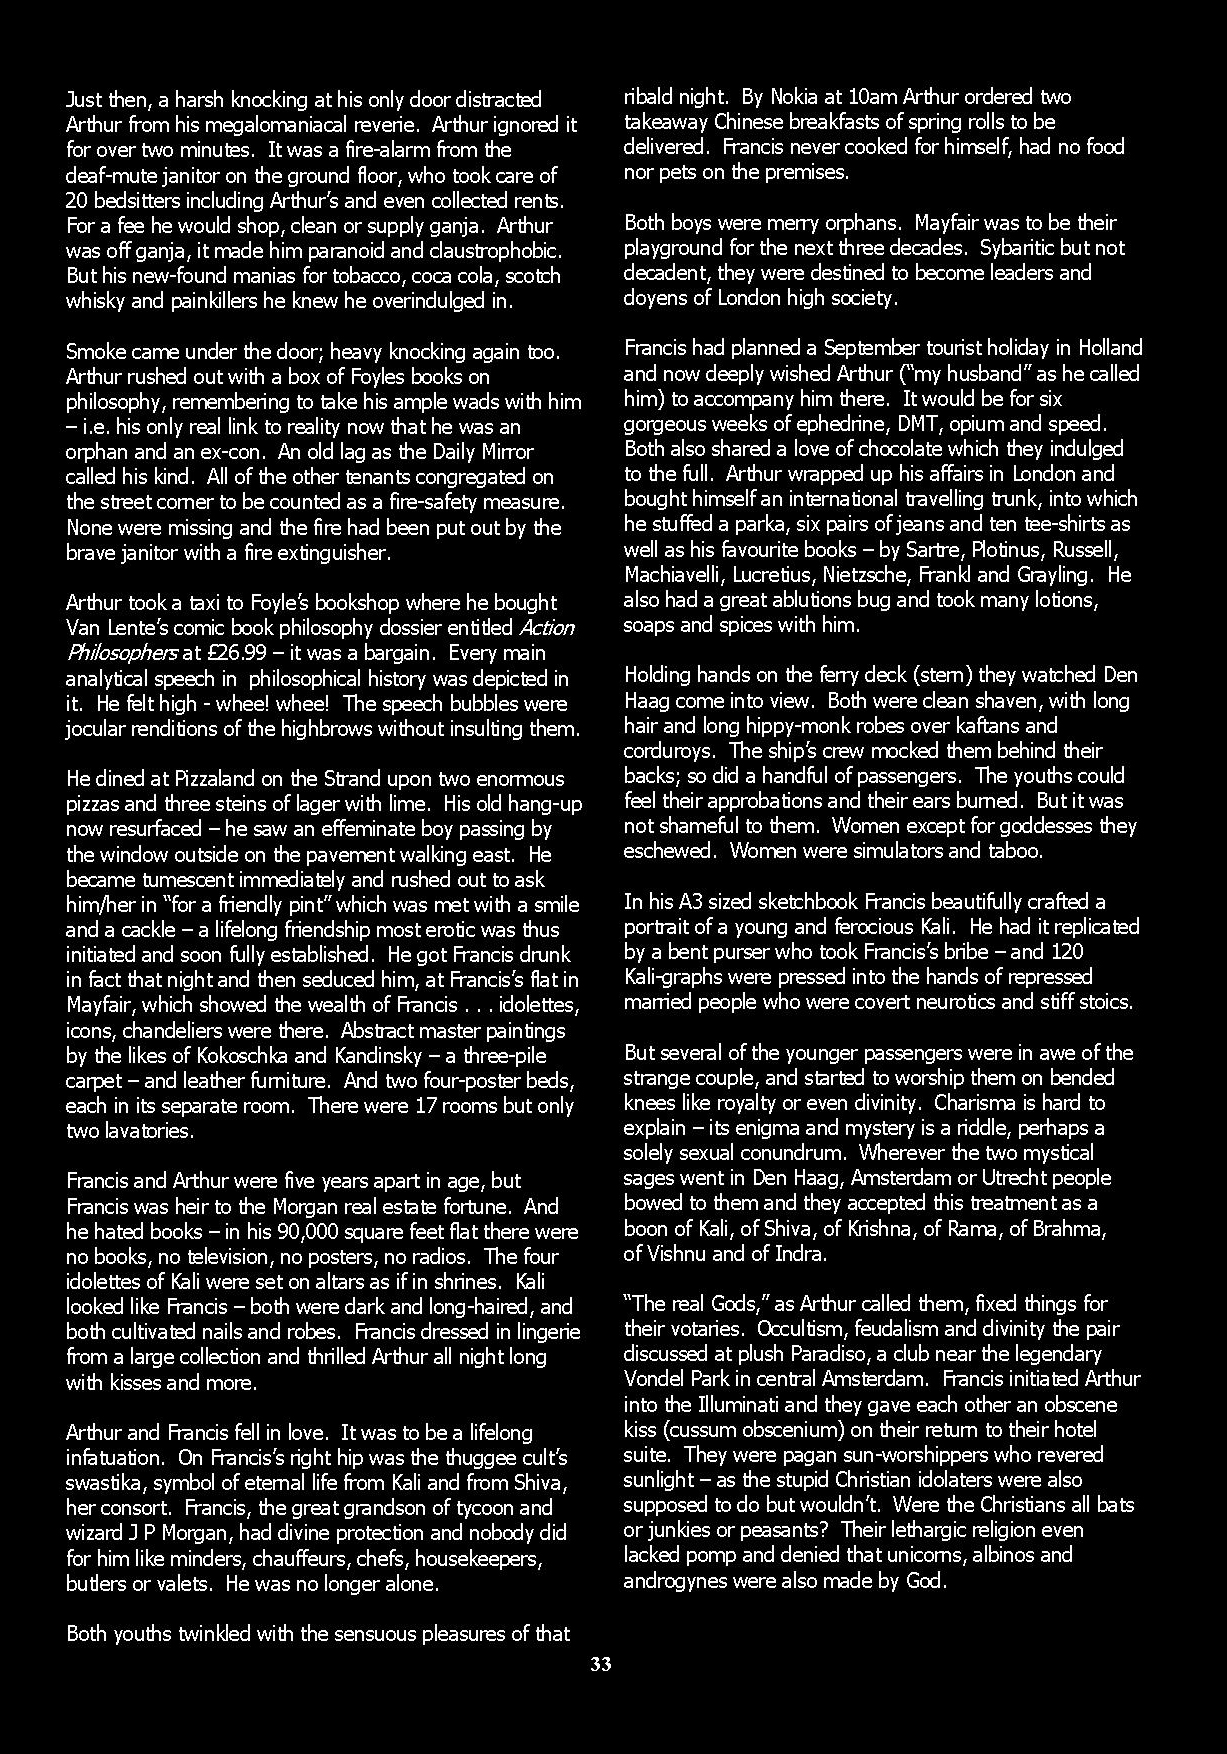 Just then, a harsh knocking at his only door distracted
Arthur from his megalomaniacal reverie.  Arthur ignored it
for over two minutes.  It was a fire-alarm from the
deaf-mute janitor on the ground floor, who took care of
20 bedsitters including Arthur’s and even collected rents.
For a fee he would shop, clean or supply ganja.  Arthur
was off ganja, it made him paranoid and claustrophobic.
But his new-found manias for tobacco, coca cola, scotch
whisky and painkillers he knew he overindulged in.

Smoke came under the door; heavy knocking again too.
Arthur rushed out with a box of Foyles books on
philosophy, remembering to take his ample wads with him
– i.e. his only real link to reality now that he was an
orphan and an ex-con.  An old lag as the Daily Mirror
called his kind.  All of the other tenants congregated on
the street corner to be counted as a fire-safety measure.
None were missing and the fire had been put out by the
brave janitor with a fire extinguisher.

Arthur took a taxi to Foyle’s bookshop where he bought
Van Lente’s comic book philosophy dossier entitled Action
Philosophers at £26.99 – it was a bargain.  Every main
analytical speech in  philosophical history was depicted in
it.  He felt high - whee! whee!  The speech bubbles were
jocular renditions of the highbrows without insulting them.

He dined at Pizzaland on the Strand upon two enormous
pizzas and three steins of lager with lime.  His old hang-up
now resurfaced – he saw an effeminate boy passing by
the window outside on the pavement walking east.  He
became tumescent immediately and rushed out to ask
him/her in “for a friendly pint” which was met with a smile
and a cackle – a lifelong friendship most erotic was thus
initiated and soon fully established.  He got Francis drunk
in fact that night and then seduced him, at Francis’s flat in
Mayfair, which showed the wealth of Francis . . . idolettes,
icons, chandeliers were there.  Abstract master paintings
by the likes of Kokoschka and Kandinsky – a three-pile
carpet – and leather furniture.  And two four-poster beds,
each in its separate room.  There were 17 rooms but only
two lavatories.

Francis and Arthur were five years apart in age, but
Francis was heir to the Morgan real estate fortune.  And
he hated books – in his 90,000 square feet flat there were
no books, no television, no posters, no radios.  The four
idolettes of Kali were set on altars as if in shrines.  Kali
looked like Francis – both were dark and long-haired, and
both cultivated nails and robes.  Francis dressed in lingerie
from a large collection and thrilled Arthur all night long
with kisses and more.

Arthur and Francis fell in love.  It was to be a lifelong
infatuation.  On Francis’s right hip was the thuggee cult’s
swastika, symbol of eternal life from Kali and from Shiva,
her consort.  Francis, the great grandson of tycoon and
wizard J P Morgan, had divine protection and nobody did
for him like minders, chauffeurs, chefs, housekeepers,
butlers or valets.  He was no longer alone.

Both youths twinkled with the sensuous pleasures of that
ribald night.  By Nokia at 10am Arthur ordered two
takeaway Chinese breakfasts of spring rolls to be
delivered.  Francis never cooked for himself, had no food
nor pets on the premises.

Both boys were merry orphans.  Mayfair was to be their
playground for the next three decades.  Sybaritic but not
decadent, they were destined to become leaders and
doyens of London high society.

Francis had planned a September tourist holiday in Holland
and now deeply wished Arthur (“my husband” as he called
him) to accompany him there.  It would be for six
gorgeous weeks of ephedrine, DMT, opium and speed.
Both also shared a love of chocolate which they indulged
to the full.  Arthur wrapped up his affairs in London and
bought himself an international travelling trunk, into which
he stuffed a parka, six pairs of jeans and ten tee-shirts as
well as his favourite books – by Sartre, Plotinus, Russell,
Machiavelli, Lucretius, Nietzsche, Frankl and Grayling.  He
also had a great ablutions bug and took many lotions,
soaps and spices with him.

Holding hands on the ferry deck (stern) they watched Den
Haag come into view.  Both were clean shaven, with long
hair and long hippy-monk robes over kaftans and
corduroys.  The ship’s crew mocked them behind their
backs; so did a handful of passengers.  The youths could
feel their approbations and their ears burned.  But it was
not shameful to them.  Women except for goddesses they
eschewed.  Women were simulators and taboo.

In his A3 sized sketchbook Francis beautifully crafted a
portrait of a young and ferocious Kali.  He had it replicated
by a bent purser who took Francis’s bribe – and 120
Kali-graphs were pressed into the hands of repressed
married people who were covert neurotics and stiff stoics.

But several of the younger passengers were in awe of the
strange couple, and started to worship them on bended
knees like royalty or even divinity.  Charisma is hard to
explain – its enigma and mystery is a riddle, perhaps a
solely sexual conundrum.  Wherever the two mystical
sages went in Den Haag, Amsterdam or Utrecht people
bowed to them and they accepted this treatment as a
boon of Kali, of Shiva, of Krishna, of Rama, of Brahma,
of Vishnu and of Indra.

“The real Gods,” as Arthur called them, fixed things for
their votaries.  Occultism, feudalism and divinity the pair
discussed at plush Paradiso, a club near the legendary
Vondel Park in central Amsterdam.  Francis initiated Arthur
into the Illuminati and they gave each other an obscene
kiss (cussum obscenium) on their return to their hotel
suite.  They were pagan sun-worshippers who revered
sunlight – as the stupid Christian idolaters were also
supposed to do but wouldn’t.  Were the Christians all bats
or junkies or peasants?  Their lethargic religion even
lacked pomp and denied that unicorns, albinos and
androgynes were also made by God.

33